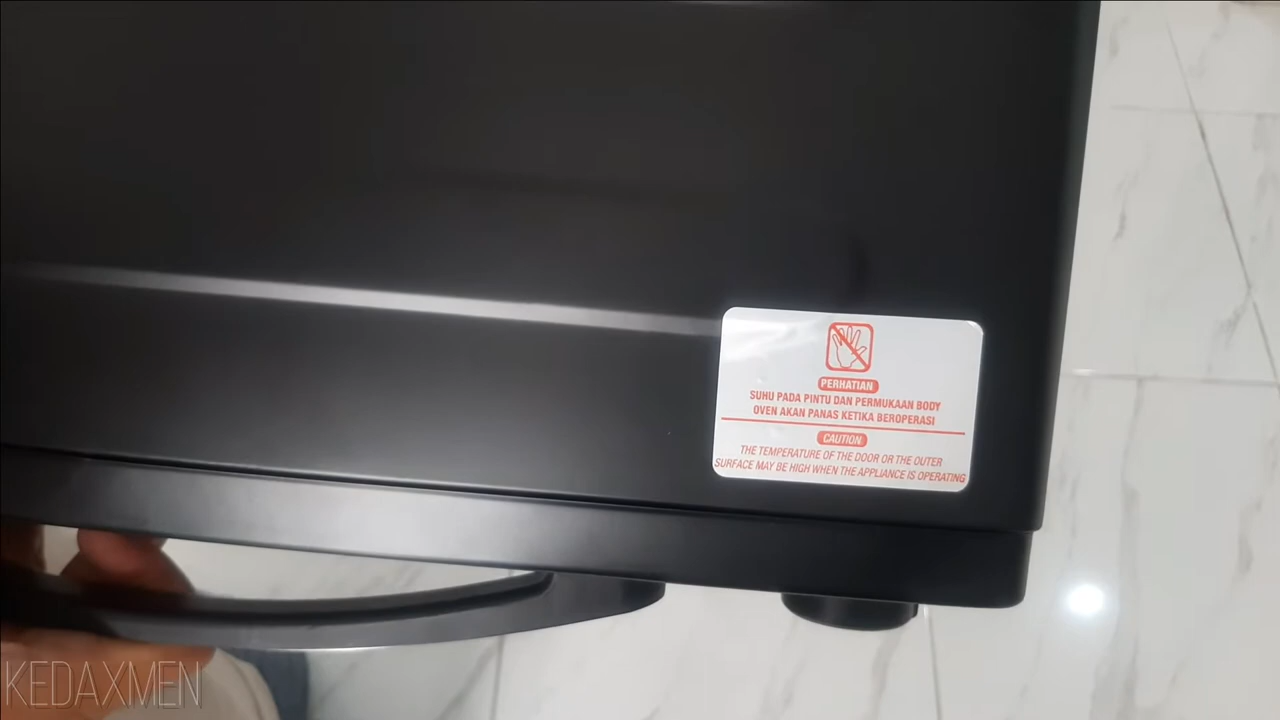 PERHATIAN
SUHU PADA PINTU DAN PERMUKAAN BODY
OVEN AKAN PANAS KETIKA BEROPERASI
CAUTION
THE TEMPERATURE OF THE DOOR OR THE OUTER
SURFACE MAY BE HIGH WHEN THE APPLIANCE IS OPERATING
KEDAXMEN